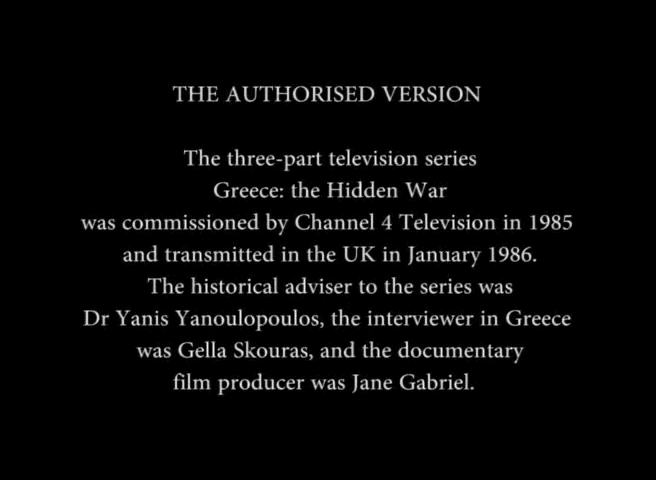 THE AUTHORISED VERSION
The three-part television series
Greece: the Hidden War
was commissioned by Channel 4 Television in 1985
and transmitted in the UK in January 1986.
The historical adviser to the series was
Dr Yanis Yanoulopoulos, the interviewer in Greece
was Gella Skouras, and the documentary
film producer was Jane Gabriel.